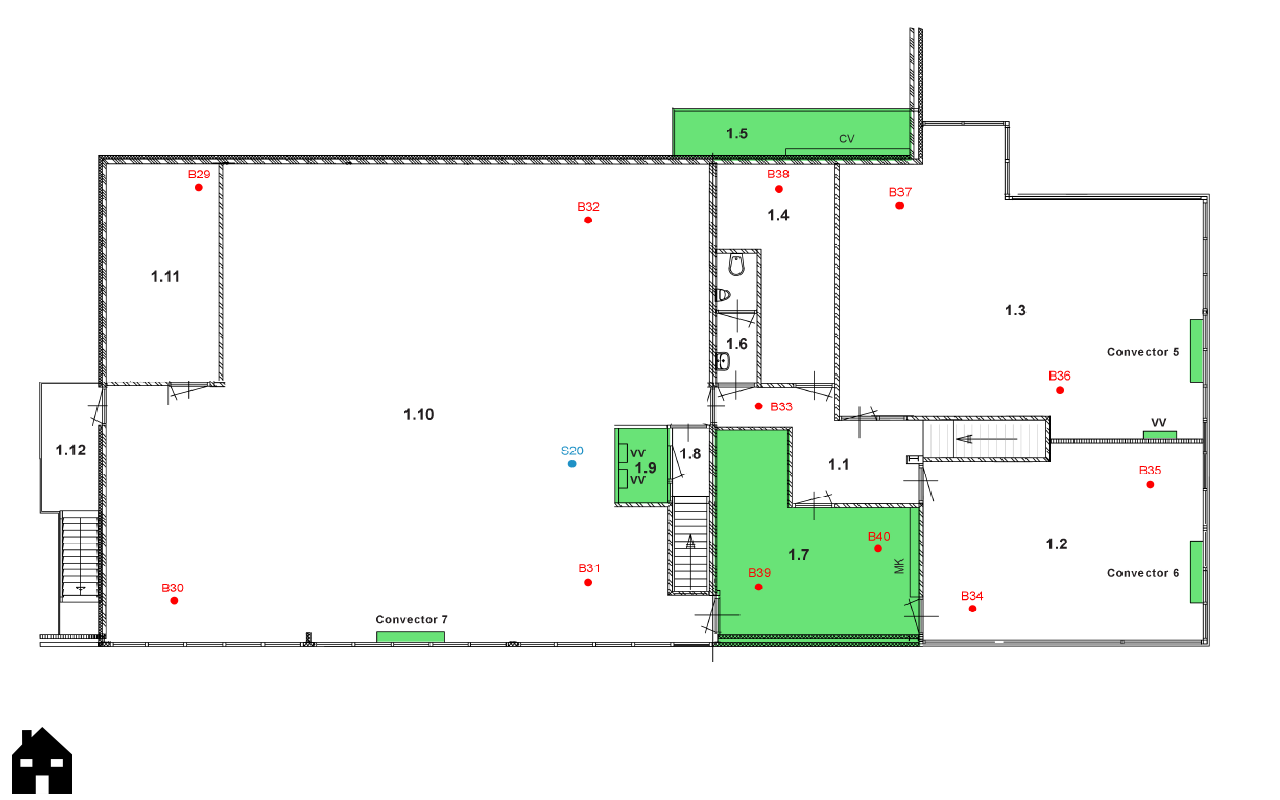 1.5
CV
B29
B38
B37
B32
1.4
1.11
1.3
1.6
Convector 5
B36
B33
1.10
VV
1.12
S20
VV
1.9
VV
1.8
1.1
B35
B40
1.2
1.7
MK
B39
Convector 6
B31
B30
B34
Convector 7